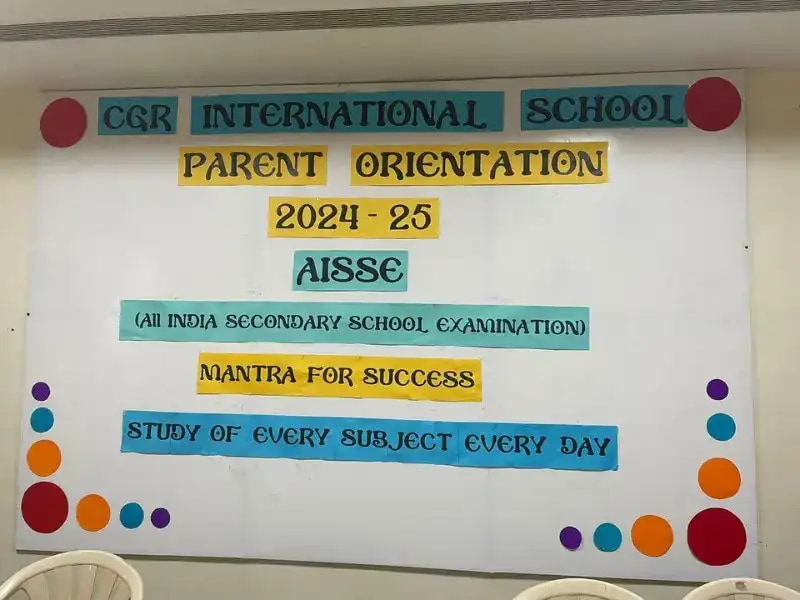 CGR INTERNATIONAL SCHOOL
PARENT ORIENTATION
2024 - 25
AISSE
(All INDIA SECONDARY SCHOOL EXAMINATION)
MANTRA FOR SUCCESS
STUDY OF EVERY SUBJECT EVERY DAY